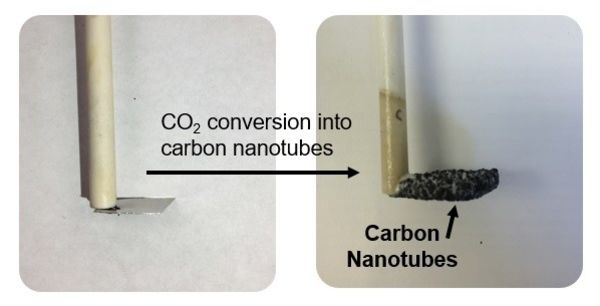 CO₂ conversion into
carbon nanotubes
Carbon
Nanotubes